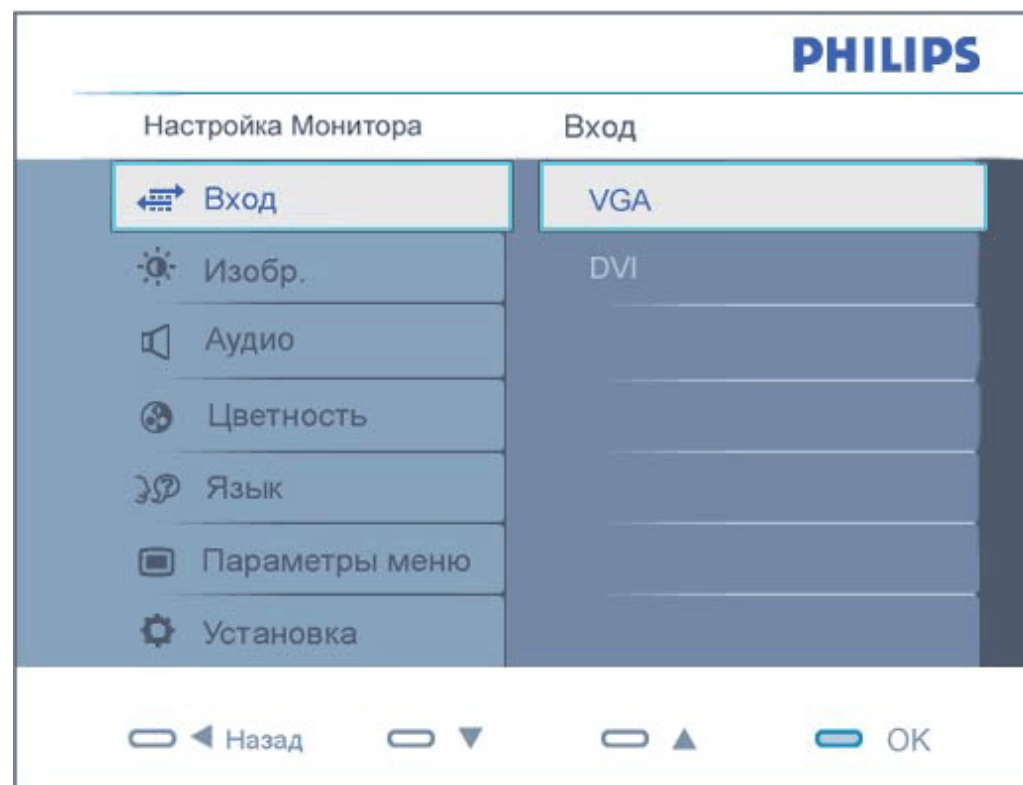 PHILIPS
Настройка Монитора Вход
Вход VGA
Изобр. DVI
Аудио
Цветность
Язык
Параметры меню
Установка
Назад OK